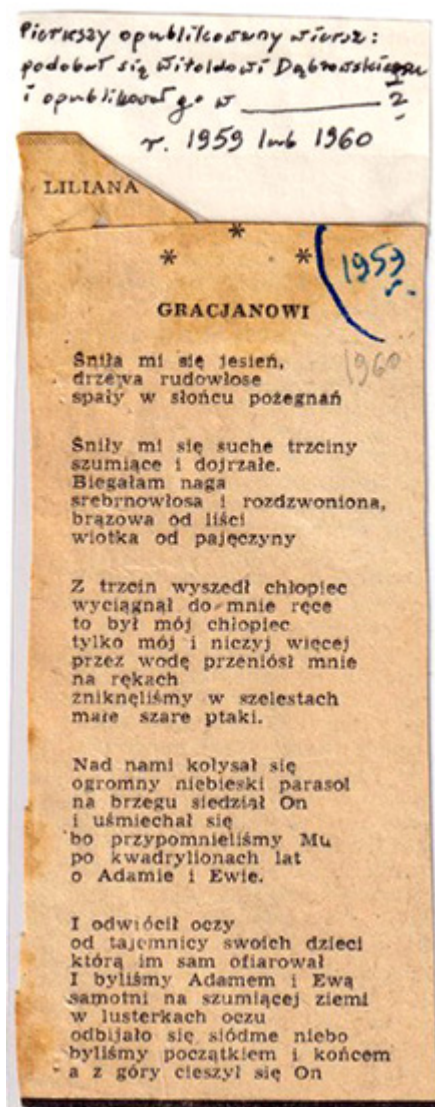 Pierwszy opublikowany wiersz:
podobał się Witoldowi Dąbrowskiemu
i opublikował go w ________ ?
r. 1959 lub 1960
LILIANA
*
* *
1959 r.
GRACJANOWI
1960
Śniła mi się jesień,
drzewa rudowłose
spały w słońcu pożegnań
Śniły mi się suche trzciny
szumiące i dojrzałe.
Biegałam naga
srebrnowłosa i rozdzwoniona,
brązowa od liści
wiotka od pajęczyny
Z trzcin wyszedł chłopiec
wyciągnął do mnie ręce
to był mój chłopiec
tylko mój i niczyj więcej
przez wodę przeniósł mnie
na rękach
zniknęliśmy w szelestach
małe szare ptaki.
Nad nami kołysał się
ogromny niebieski parasol
na brzegu siedział On
i uśmiechał się
bo przypomnieliśmy Mu
po kwadrylionach lat
o Adamie i Ewie.
I odwrócił oczy
od tajemnicy swoich dzieci
którą im sam ofiarował
I byliśmy Adamem i Ewą
samotni na szumiącej ziemi
w lusterkach oczu
odbijało się siódme niebo
byliśmy początkiem i końcem
a z góry cieszył się On